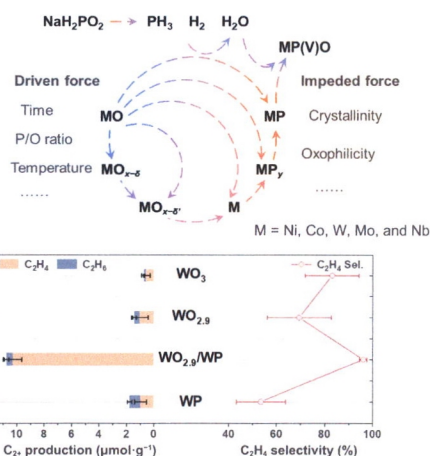 NaH₂PO₂ PH₃ H₂ H₂O
MP(V)O
Driven force
Impeded force
Time
MO
MP
Crystallinity
P/O ratio
Oxophilicity
Temperature
MOₓ₋δ
MPᵧ
......
......
MOₓ₋δ'
M
M = Ni, Co, W, Mo, and Nb
C₂H₄ C₂H₆
C₂H₄ Sel.
WO₃
WO₂.₉
WO₂.₉/WP
WP
10 8 6 4 2 0
40 60 80 100
C₂₊ production (μmol·g⁻¹)
C₂H₄ selectivity (%)